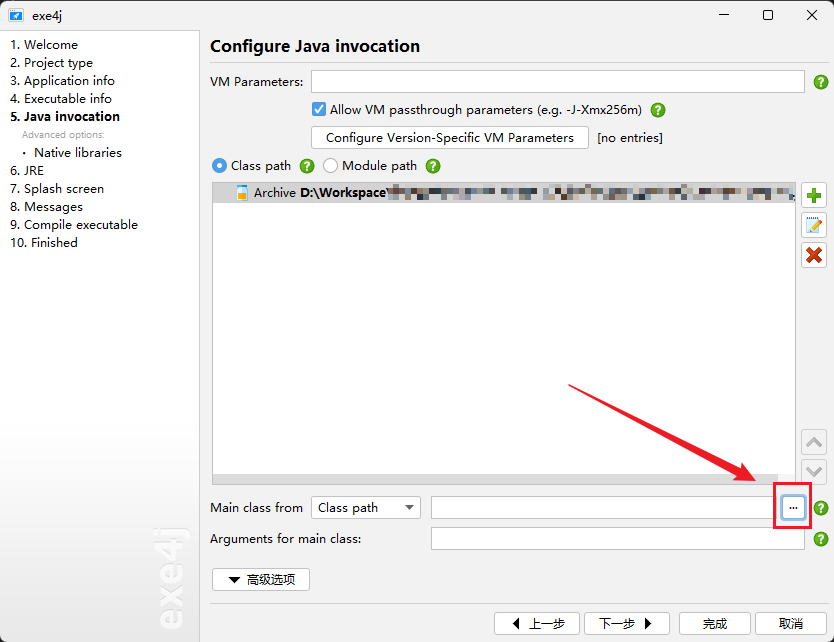 exe4j
1. Welcome
2. Project type
3. Application info
4. Executable info
5. Java invocation
Advanced options:
• Native libraries
6. JRE
7. Splash screen
8. Messages
9. Compile executable
10. Finished
exe4j
Configure Java invocation
VM Parameters:
Allow VM passthrough parameters (e.g. -J-Xmx256m)
Configure Version-Specific VM Parameters [no entries]
Class path Module path
Archive D:\Workspace\
Main class from Class path ...
Arguments for main class:
高级选项
上一步 下一步 完成 取消